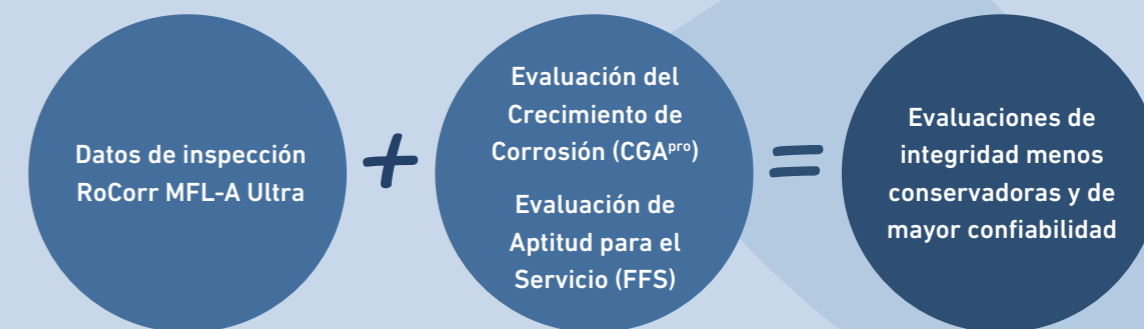 Datos de inspección
RoCorr MFL-A Ultra
+
Evaluación del
Crecimiento de
Corrosión (CGAᵖʳᵒ)
Evaluación de
Aptitud para el
Servicio (FFS)
=
Evaluaciones de
integridad menos
conservadoras y de
mayor confiabilidad